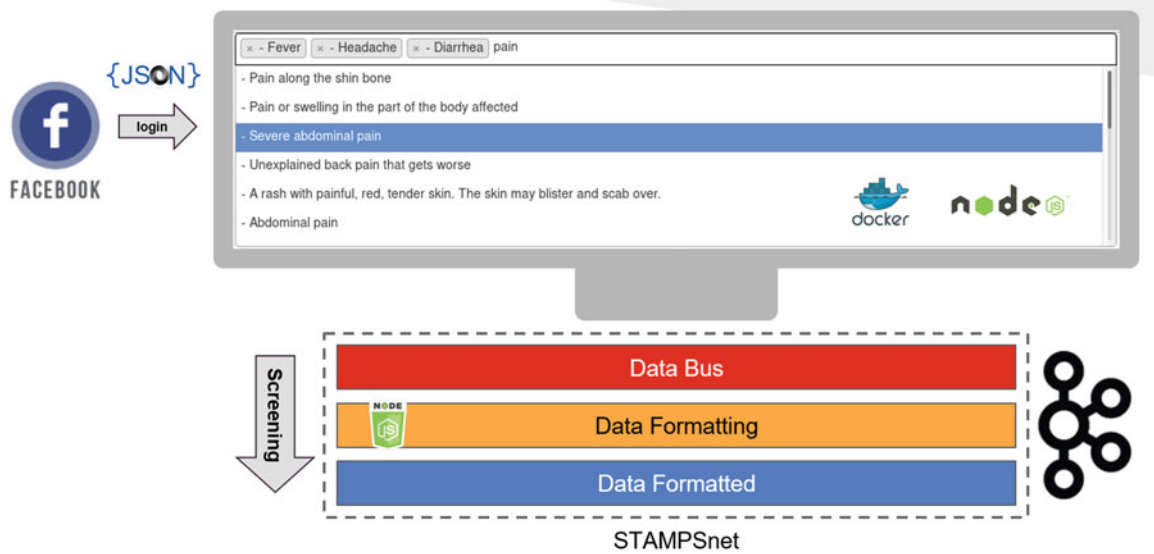 × - Fever × - Headache × - Diarrhea pain
{JSON}
- Pain along the shin bone
- Pain or swelling in the part of the body affected
f
login
- Severe abdominal pain
- Unexplained back pain that gets worse
FACEBOOK
- A rash with painful, red, tender skin. The skin may blister and scab over.
docker
node JS™
- Abdominal pain
Screening
Data Bus
NODE
JS
Data Formatting
Data Formatted
STAMPSnet